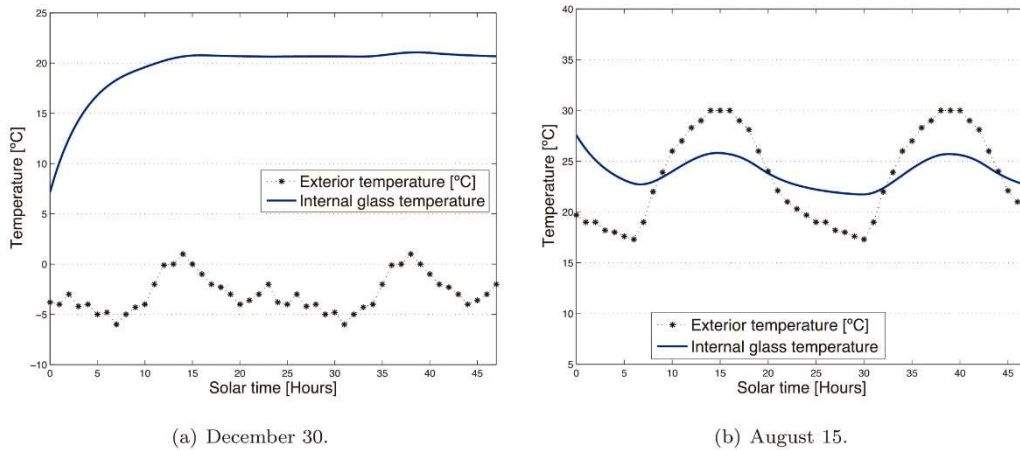 25
20
15
10
5
0
−5
−10
Temperature [ºC]
Exterior temperature [ºC]
Internal glass temperature
0 5 10 15 20 25 30 35 40 45
Solar time [Hours]
(a) December 30.
40
35
30
25
20
15
10
5
Temperature [ºC]
Exterior temperature [ºC]
Internal glass temperature
0 5 10 15 20 25 30 35 40 45
Solar time [Hours]
(b) August 15.